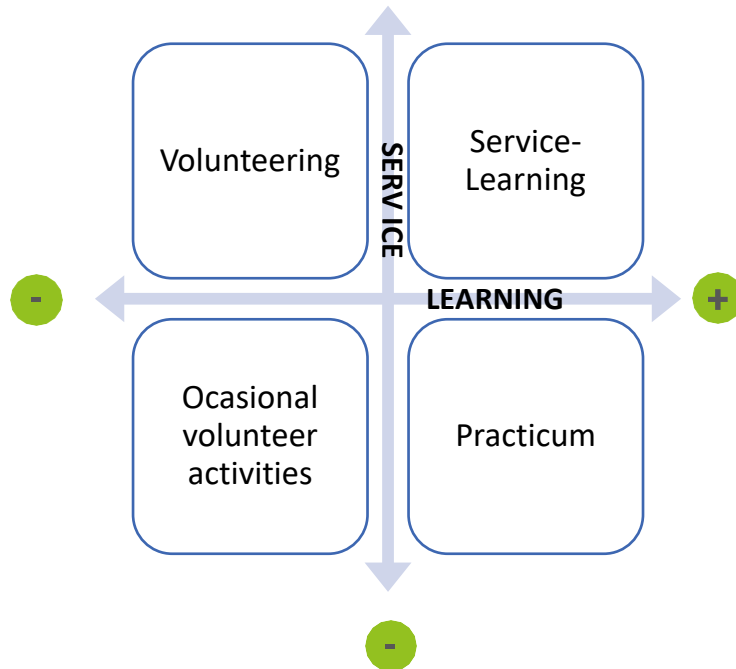 Volunteering
SERV ICE
Service-
Learning
-
LEARNING
+
Ocasional
volunteer
activities
Practicum
-